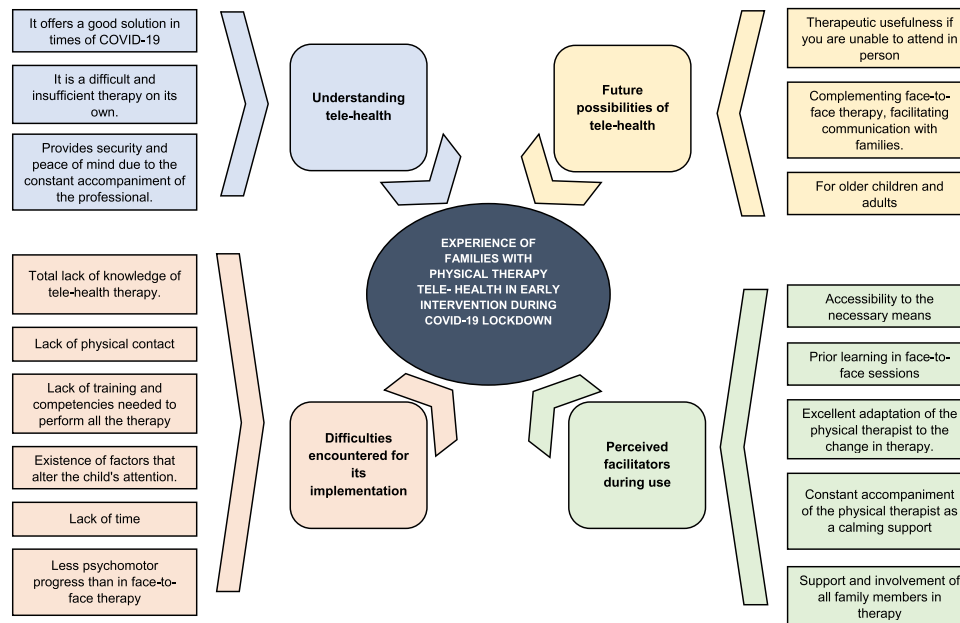 It offers a good solution in
times of COVID-19
It is a difficult and
insufficient therapy on its
own.
Provides security and
peace of mind due to the
constant accompaniment of
the professional.
Understanding
tele-health
Future
possibilities of
tele-health
Therapeutic usefulness if
you are unable to attend in
person
Complementing face-to-
face therapy, facilitating
communication with
families.
For older children and
adults
EXPERIENCE OF
FAMILIES WITH
PHYSICAL THERAPY
TELE- HEALTH IN EARLY
INTERVENTION DURING
COVID-19 LOCKDOWN
Total lack of knowledge of
tele-health therapy.
Lack of physical contact
Lack of training and
competencies needed to
perform all the therapy
Existence of factors that
alter the child's attention.
Lack of time
Less psychomotor
progress than in face-to-
face therapy
Difficulties
encountered for
its
implementation
Perceived
facilitators
during use
Accessibility to the
necessary means
Prior learning in face-to-
face sessions
Excellent adaptation of the
physical therapist to the
change in therapy.
Constant accompaniment
of the physical therapist as
a calming support
Support and involvement of
all family members in
therapy